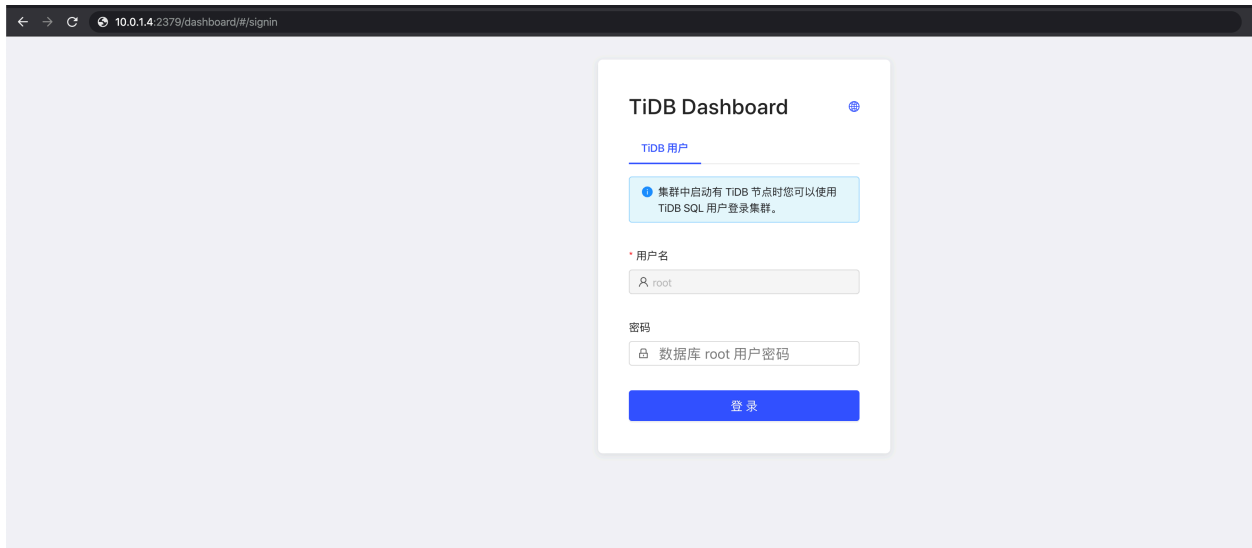 10.0.1.4:2379/dashboard/#/signin
TiDB Dashboard
TiDB 用户
集群中启动有 TiDB 节点时您可以使用
TiDB SQL 用户登录集群。
* 用户名
root
密码
数据库 root 用户密码
登 录